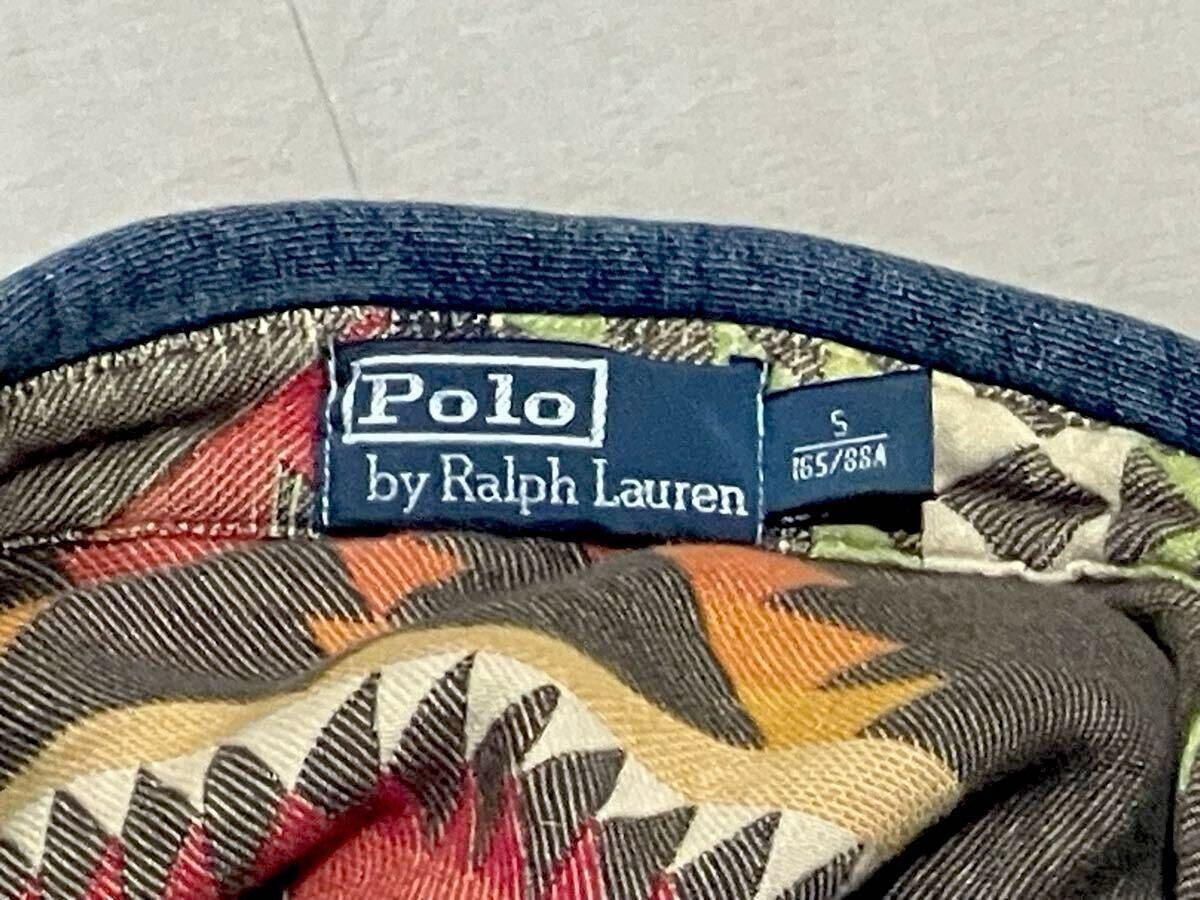 Polo
by Ralph Lauren
S
165/88A